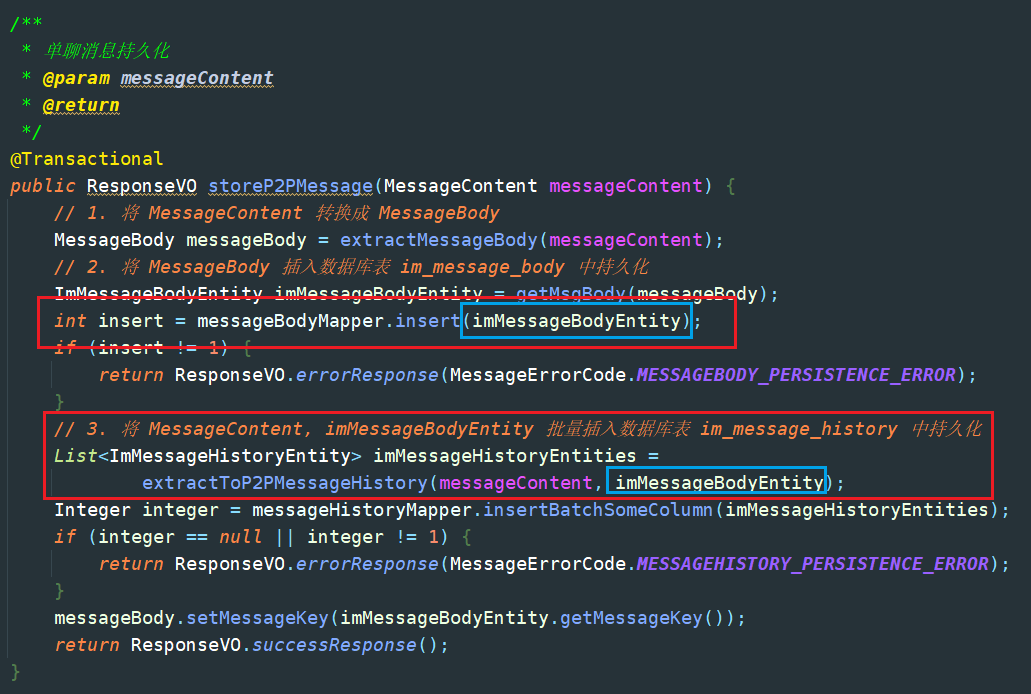 /**
* 单聊消息持久化
* @param messageContent
* @return
*/
@Transactional
public ResponseVO storeP2PMessage(MessageContent messageContent) {
// 1. 将 MessageContent 转换成 MessageBody
MessageBody messageBody = extractMessageBody(messageContent);
// 2. 将 MessageBody 插入数据库表 im_message_body 中持久化
ImMessageBodyEntity imMessageBodyEntity = getMsgBody(messageBody);
int insert = messageBodyMapper.insert(imMessageBodyEntity);
if (insert != 1) {
return ResponseVO.errorResponse(MessageErrorCode.MESSAGEBODY_PERSISTENCE_ERROR);
}
// 3. 将 MessageContent, imMessageBodyEntity 批量插入数据库表 im_message_history 中持久化
List<ImMessageHistoryEntity> imMessageHistoryEntities =
extractToP2PMessageHistory(messageContent, imMessageBodyEntity);
Integer integer = messageHistoryMapper.insertBatchSomeColumn(imMessageHistoryEntities);
if (integer == null || integer != 1) {
return ResponseVO.errorResponse(MessageErrorCode.MESSAGEHISTORY_PERSISTENCE_ERROR);
}
messageBody.setMessageKey(imMessageBodyEntity.getMessageKey());
return ResponseVO.successResponse();
}